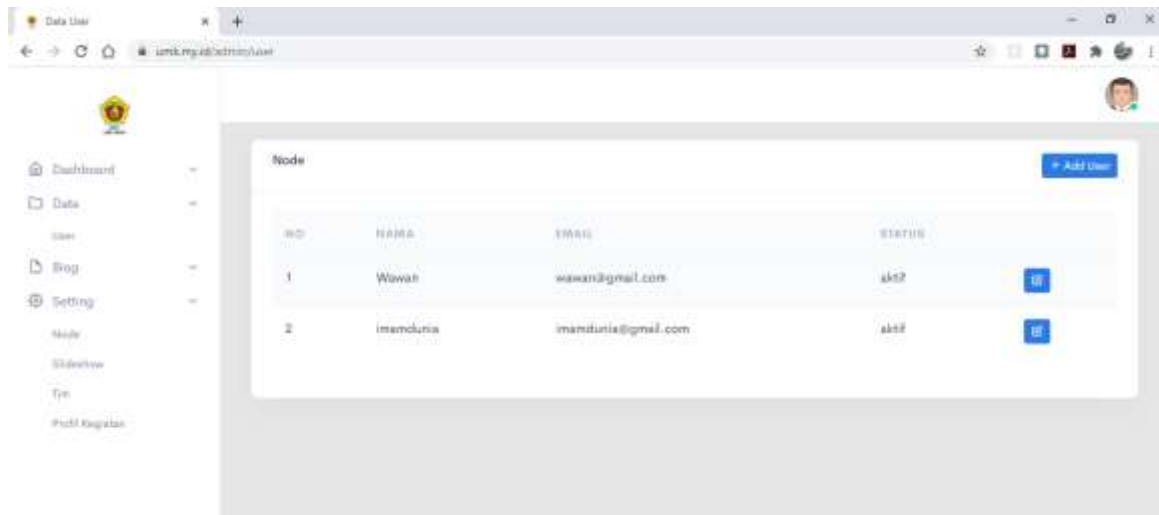 Data User
umk.my.id/admin/user
Dashboard
Data
User
Blog
Setting
Node
Slideshow
Tim
Profil Kegiatan
Node
+ Add User
NO NAMA EMAIL STATUS
1 Wawan wawan@gmail.com aktif
2 imamdunia imamdunia@gmail.com aktif